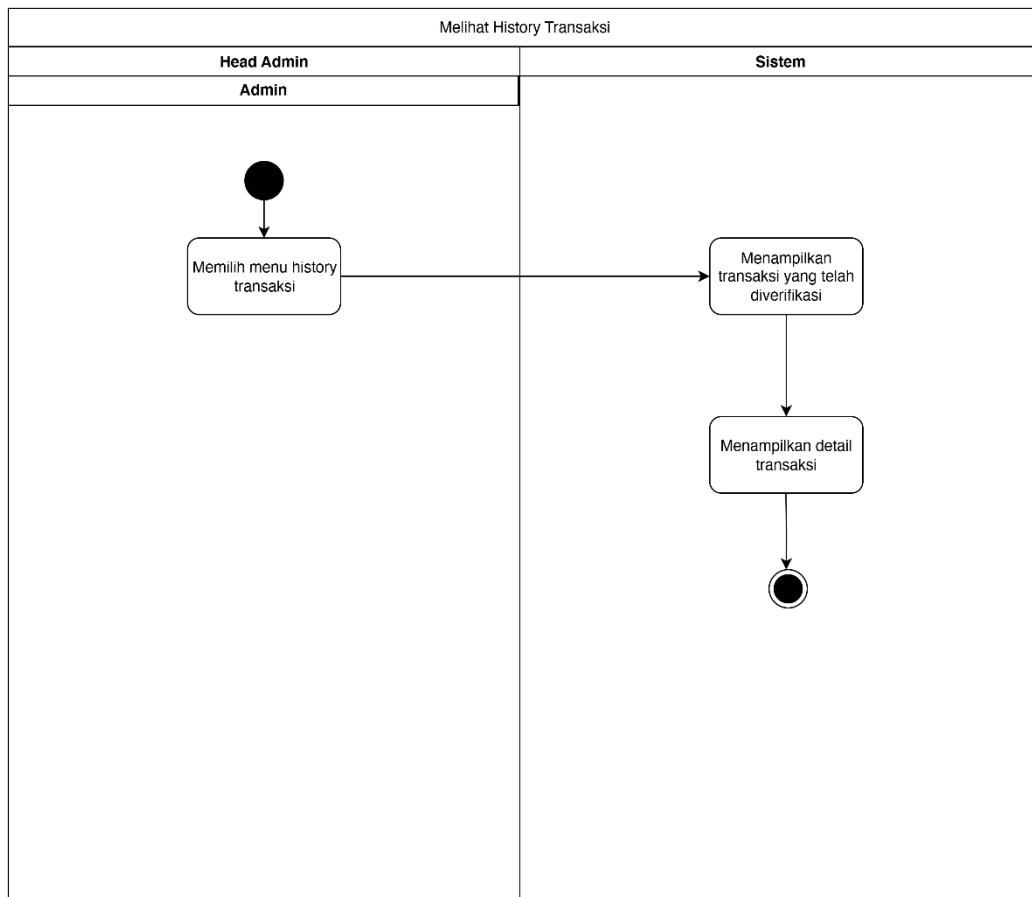 Melihat History Transaksi
Head Admin
Sistem
Admin
Memilih menu history
transaksi
Menampilkan
transaksi yang telah
diverifikasi
Menampilkan detail
transaksi